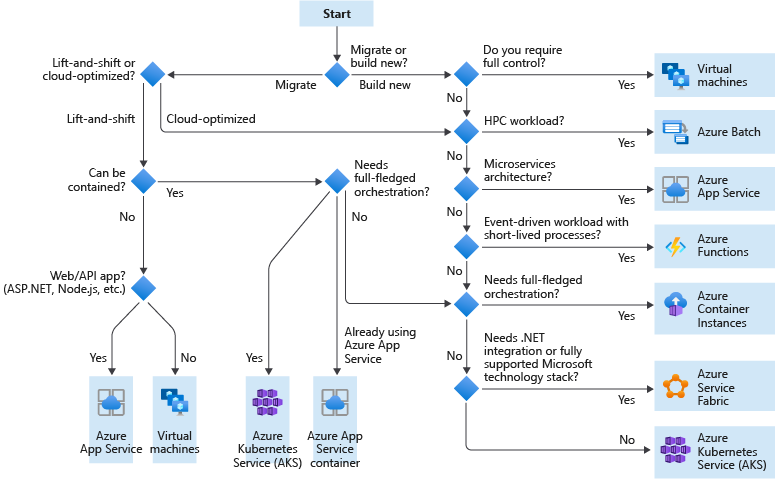 Start
Migrate or
build new?
Lift-and-shift or
cloud-optimized?
Do you require
full control?
Migrate
Build new
Yes
Virtual
machines
No
Lift-and-shift
Cloud-optimized
HPC workload?
Yes
Azure Batch
No
Can be
contained?
Yes
Needs
full-fledged
orchestration?
Microservices
architecture?
Yes
Azure
App Service
No
No
No
Event-driven workload with
short-lived processes?
Yes
Azure
Functions
No
Web/API app?
(ASP.NET, Node.js, etc.)
Needs full-fledged
orchestration?
Yes
Azure
Container
Instances
Already using
Azure App
Service
Needs .NET
integration or fully
supported Microsoft
technology stack?
No
Yes
Azure
Service
Fabric
Yes
No
Yes
Azure
App Service
Virtual
machines
Azure
Kubernetes
Service (AKS)
Azure App
Service
container
No
Azure
Kubernetes
Service (AKS)